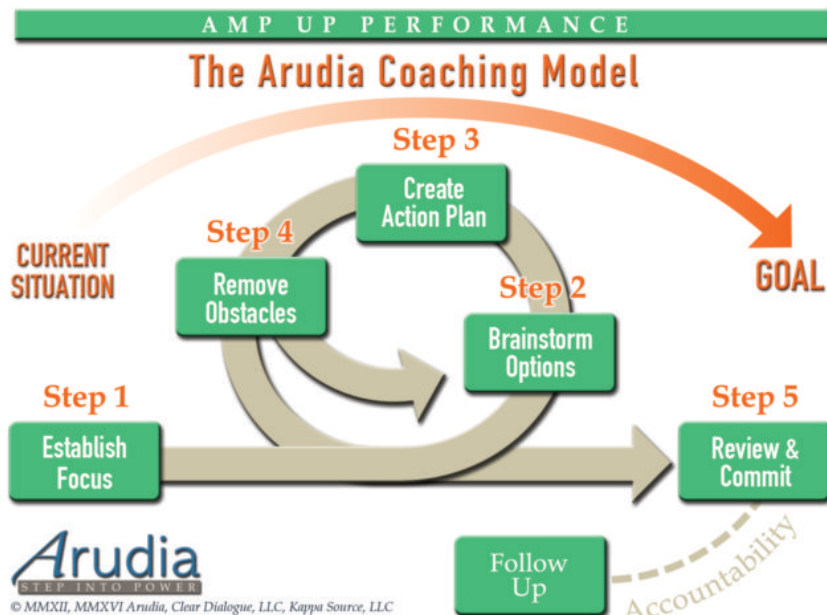 AMP UP PERFORMANCE
The Arudia Coaching Model
Step 3
Create
Action Plan
CURRENT
SITUATION
Step 4
Remove
Obstacles
Step 2
Brainstorm
Options
GOAL
Step 1
Establish
Focus
Step 5
Review &
Commit
Arudia
STEP INTO POWER
Follow
Up
Accountability
© MMXII, MMXVI Arudia, Clear Dialogue, LLC, Kappa Source, LLC